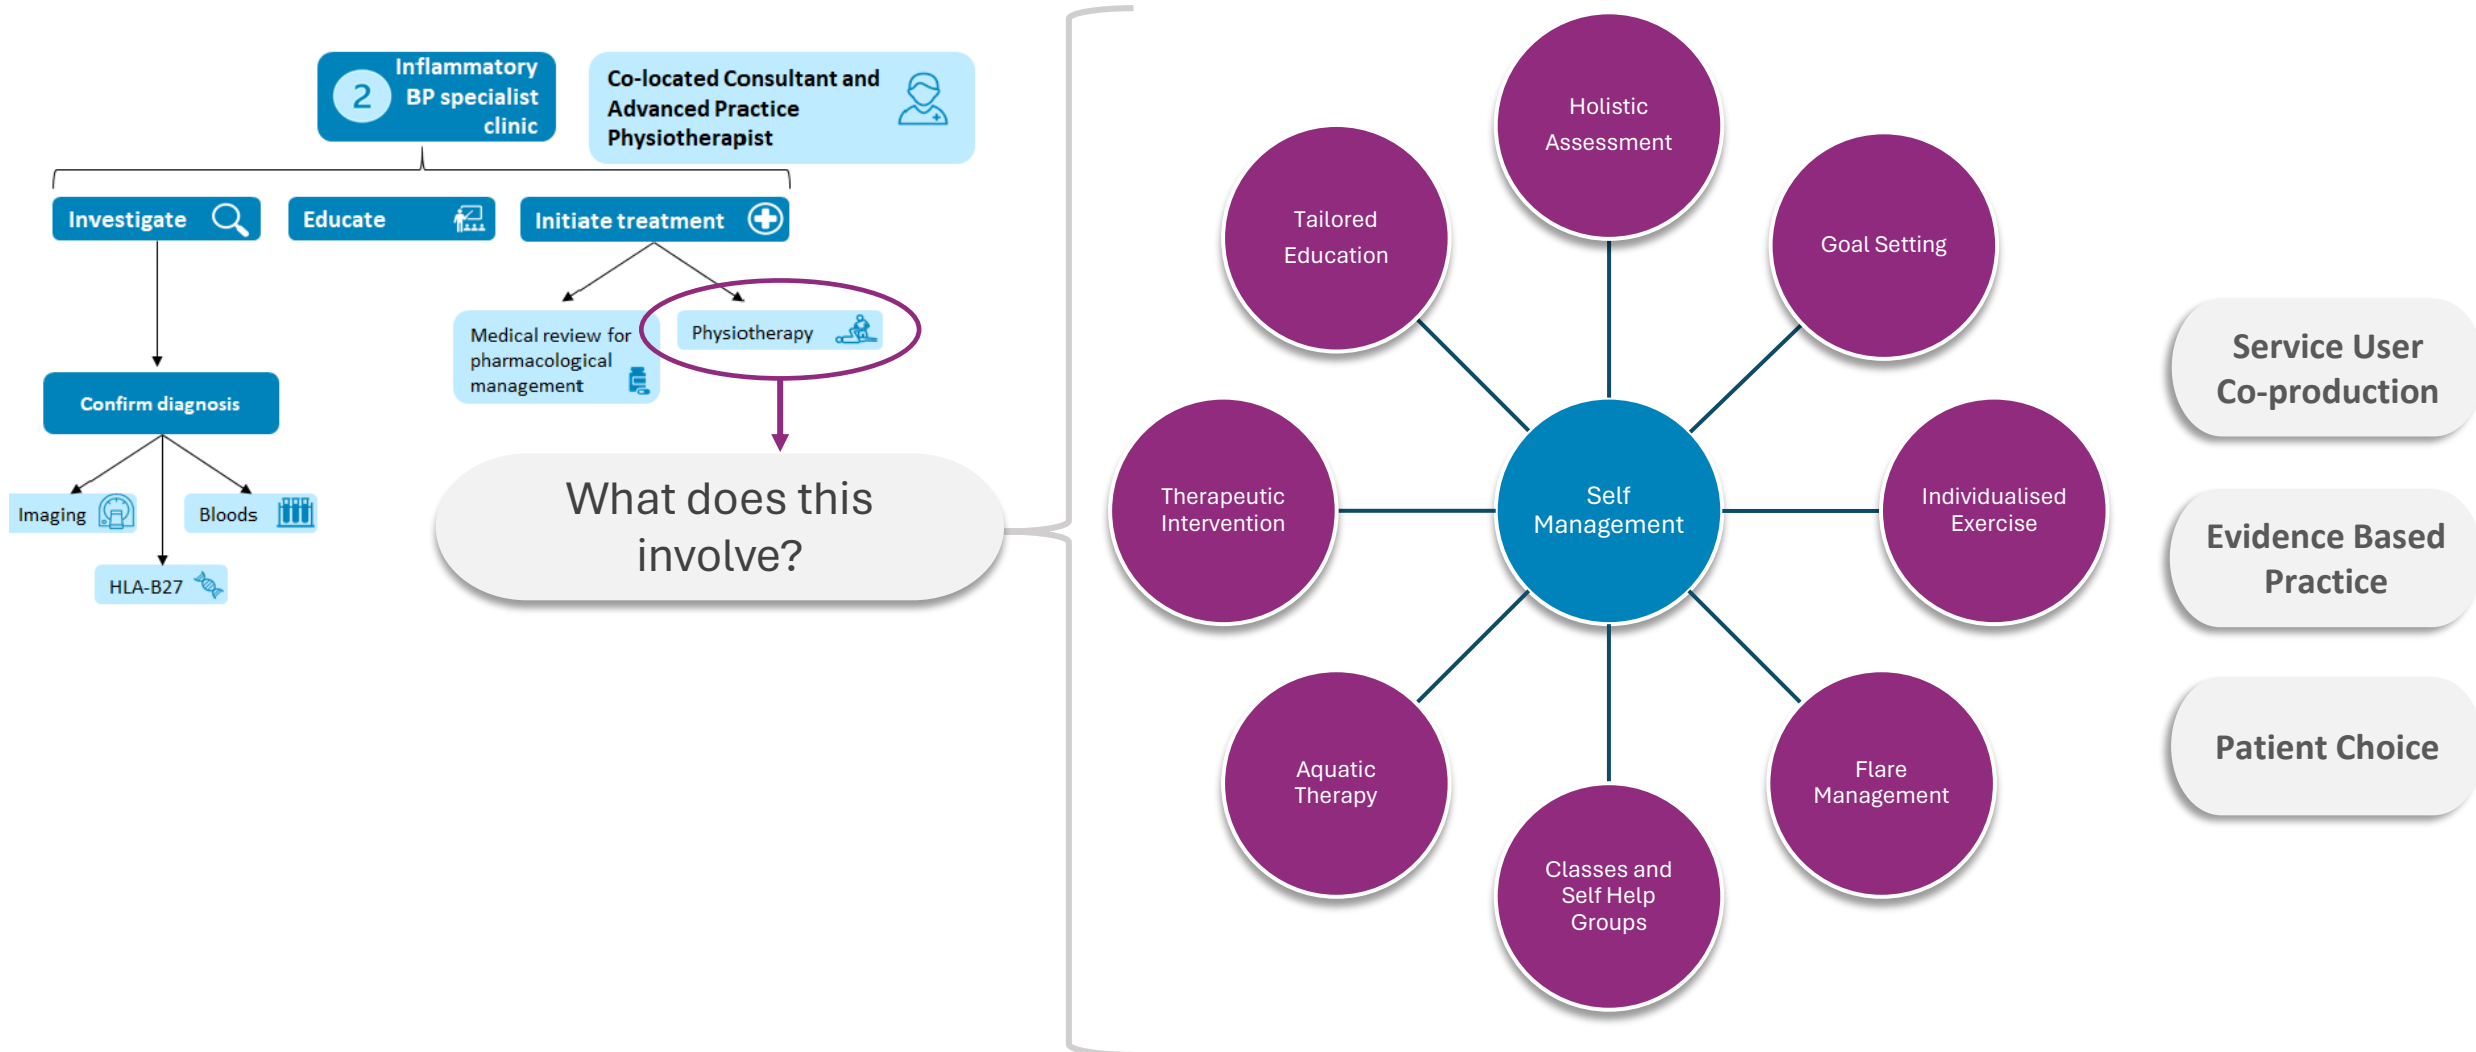 2
Inflammatory
BP specialist
clinic
Co-located Consultant and
Advanced Practice
Physiotherapist
Investigate
Educate
Initiate treatment
Medical review for
pharmacological
management
Physiotherapy
Confirm diagnosis
Imaging
Bloods
HLA-B27
What does this
involve?
Holistic
Assessment
Goal Setting
Individualised
Exercise
Flare
Management
Classes and
Self Help
Groups
Aquatic
Therapy
Therapeutic
Intervention
Tailored
Education
Self
Management
Service User
Co-production
Evidence Based
Practice
Patient Choice